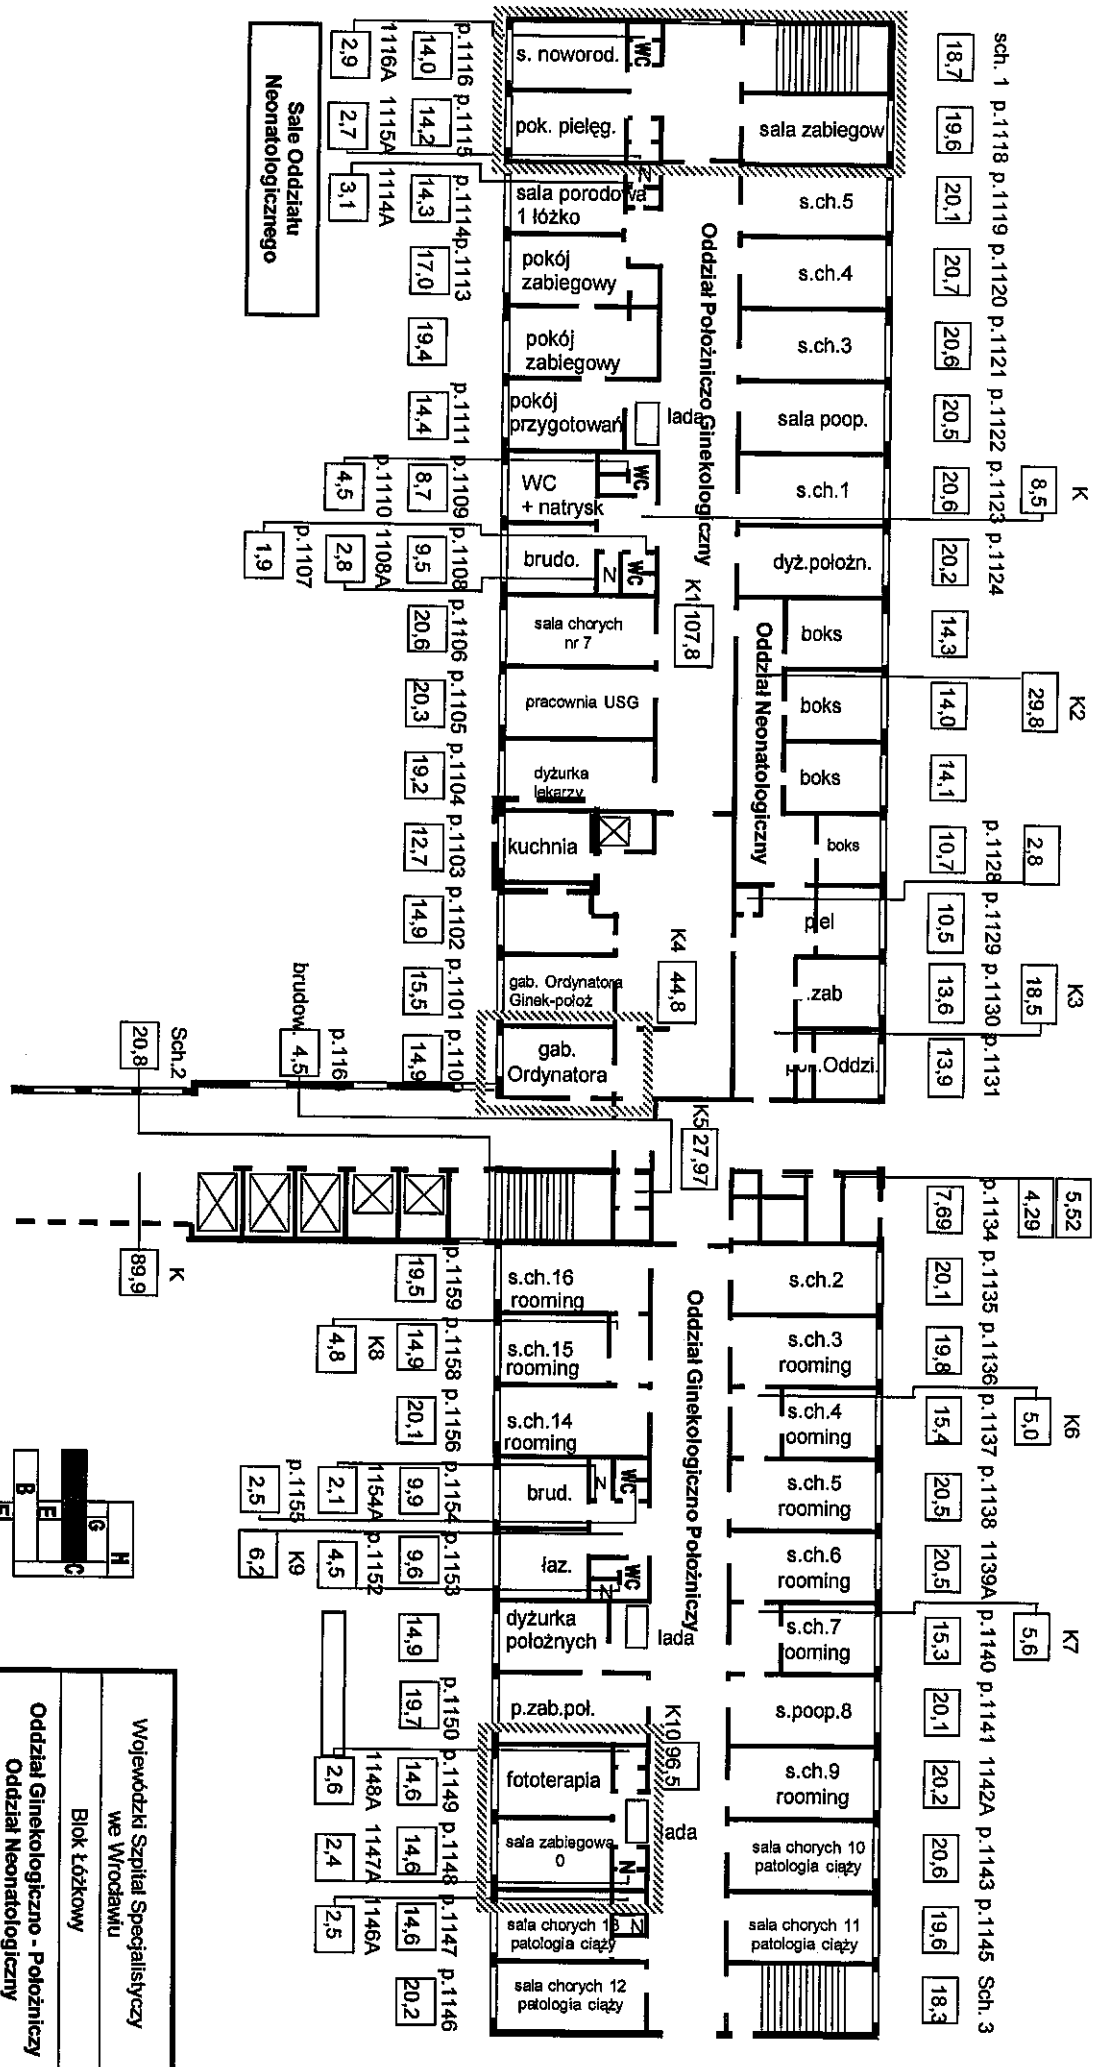 sch. 1 p.1118 p.1119 p.1120 p.1121 p.1122 p.1123 p.1124
18,7 19,6 20,1 20,7 20,6 20,5 20,6 20,2 14,3 14,0 14,1 10,7 10,5 13,6 13,9
K
8,5
K2
29,8
2,8
p.1128 p.1129 p.1130 p.1131
K3
18,5
5,52
4,29
p.1134 p.1135 p.1136 p.1137 p.1138 1139A p.1140 p.1141 1142A p.1143 p.1145 Sch. 3
7,69 20,1 19,8 15,4 20,5 20,5 15,3 20,1 20,2 20,6 19,6 18,3
K6
5,0
K7
5,6
sala zabiegow
s.ch.5
s.ch.4
s.ch.3
sala poop.
s.ch.1
dyż.położn.
boks
boks
boks
boks
piel
.zab
.Oddzi.
s.ch.2
s.ch.3
rooming
s.ch.4
ooming
s.ch.5
rooming
s.ch.6
rooming
s.ch.7
ooming
s.poop.8
s.ch.9
rooming
sala chorych 10
patologia ciąży
sala chorych 11
patologia ciąży
Oddział Położniczo Ginekologiczny
Oddział Neonatologiczny
K1 107,8
K4
44,8
K5 27,97
Oddział Ginekologiczno Położniczy
K10 96,5
lada
lada
lada
WC
s. noworod.
pok. pielęg.
N
sala porodowa
1 łóżko
pokój
zabiegowy
pokój
zabiegowy
pokój
przygotowań
WC
WC
+ natrysk
WC
N
brudo.
sala chorych
nr 7
pracownia USG
dyżurka
lekarzy
kuchnia
gab. Ordynatora
Ginek-położ
gab.
Ordynatora
s.ch.16
rooming
s.ch.15
rooming
s.ch.14
rooming
WC
N
brud.
WC
N
łaz.
dyżurka
położnych
p.zab.poł.
fototerapia
sala zabiegowa
0
N
sala chorych 13
patologia ciąży
N
sala chorych 12
patologia ciąży
p.1116 p.1115 p.1114 p.1113 p.1111 p.1109 p.1108 p.1106 p.1105 p.1104 p.1103 p.1102 p.1101 p.110
14,0 14,2 14,3 17,0 19,4 14,4 8,7 9,5 20,6 20,3 19,2 12,7 14,9 15,5 14,9
1116A 1115A 1114A
2,9 2,7 3,1
p.1110 1108A
4,5 2,8
p.1107
1,9
p.116
brudow. 4,5
Sch.2
20,8
K
89,9
p.1159 p.1158 p.1156 p.1154 p.1153 p.1150 p.1149 p.1148 p.1147 p.1146
19,5 14,9 20,1 9,9 9,6 14,9 19,7 14,6 14,6 14,6 20,2
K8
4,8
1154A p.1152
2,1 4,5
p.1155 K9
2,5 6,2
1148A 1147A 1146A
2,6 2,4 2,5
Sale Oddziału
Neonatologicznego
H
G
C
E
B
F
Wojewódzki Szpital Specjalistyczy
we Wrocławiu
Blok Łóżkowy
Oddział Ginekologiczno - Położniczy
Oddział Neonatologiczny